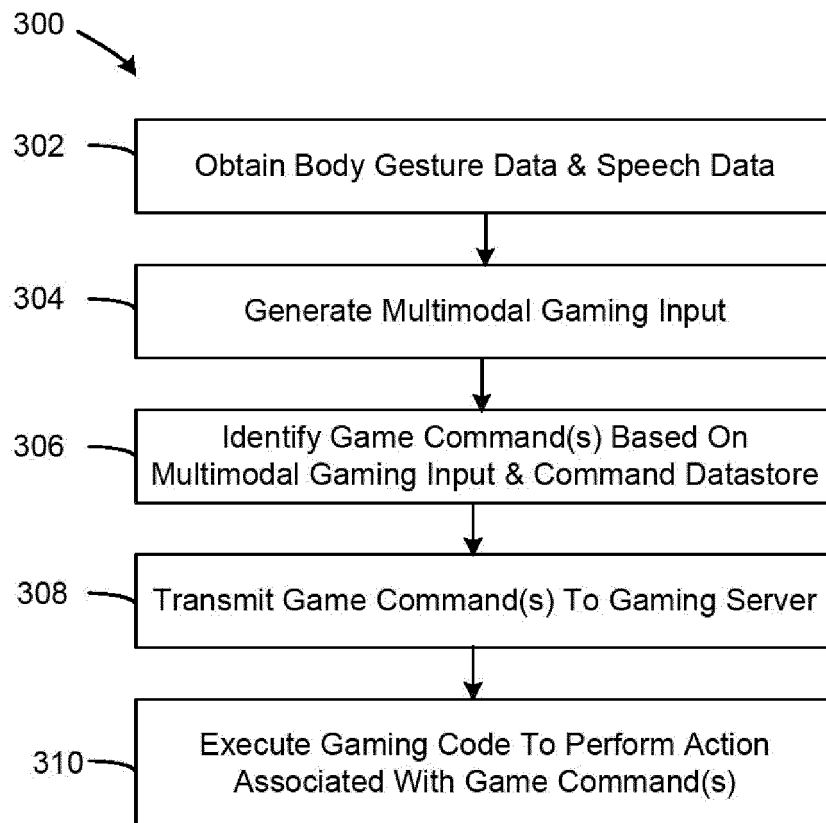 300
302
Obtain Body Gesture Data & Speech Data
304
Generate Multimodal Gaming Input
306
Identify Game Command(s) Based On
Multimodal Gaming Input & Command Datastore
308
Transmit Game Command(s) To Gaming Server
310
Execute Gaming Code To Perform Action
Associated With Game Command(s)